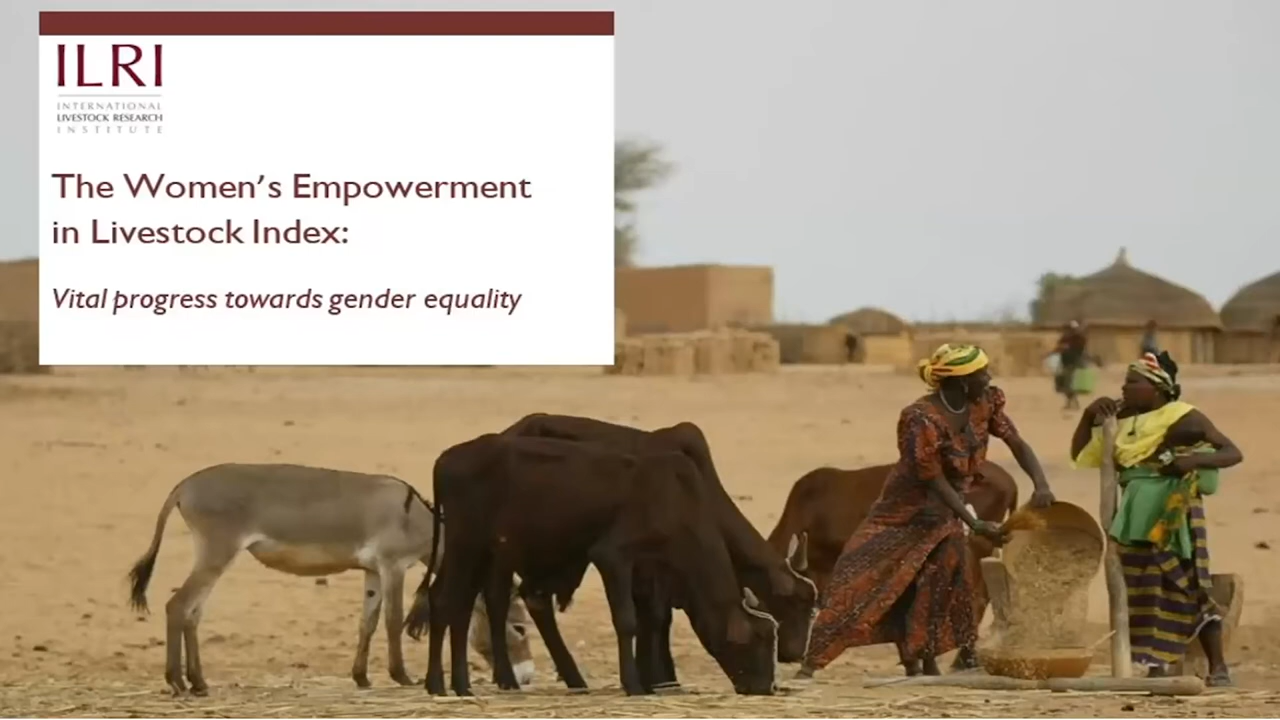 ILRI
INTERNATIONAL
LIVESTOCK RESEARCH
INSTITUTE
The Women's Empowerment
in Livestock Index:
Vital progress towards gender equality